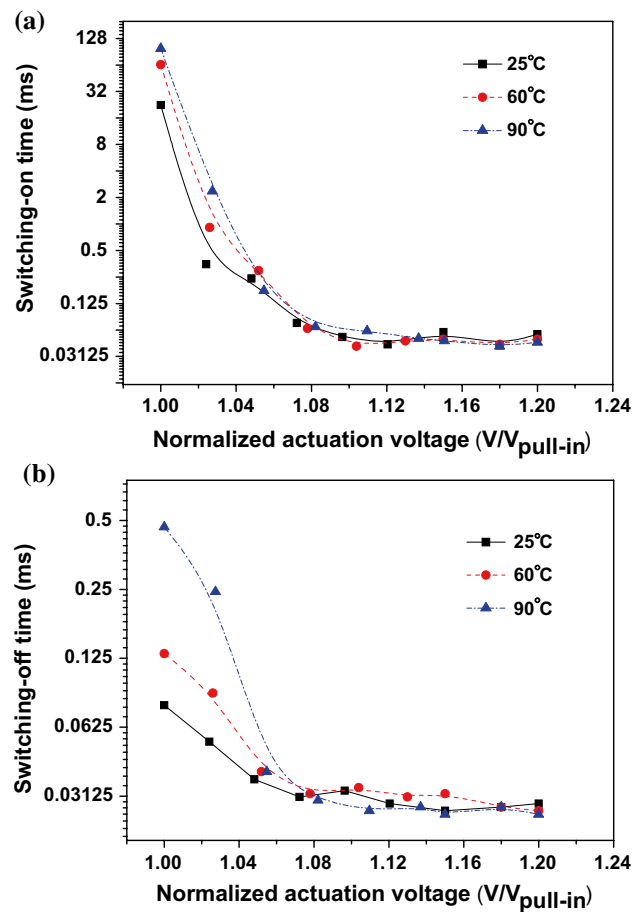 (a)
128
32
8
2
0.5
0.125
0.03125
Switching-on time (ms)
25°C
60°C
90°C
1.00 1.04 1.08 1.12 1.16 1.20 1.24
Normalized actuation voltage (V/Vpull-in)
(b)
0.5
0.25
0.125
0.0625
0.03125
Switching-off time (ms)
25°C
60°C
90°C
1.00 1.04 1.08 1.12 1.16 1.20 1.24
Normalized actuation voltage (V/Vpull-in)